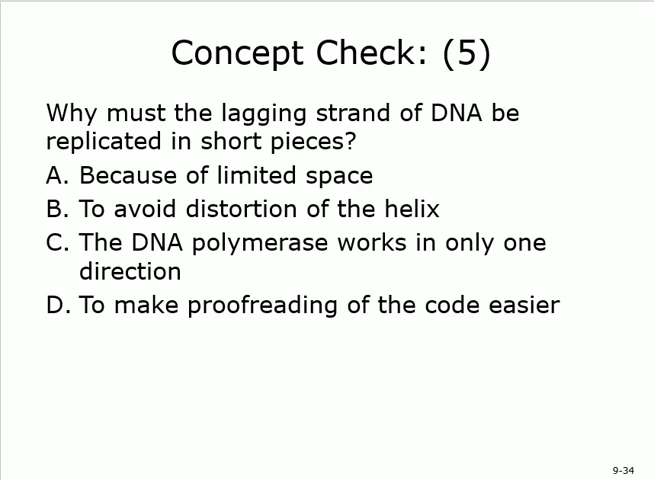 Concept Check: (5)
Why must the lagging strand of DNA be
replicated in short pieces?
A. Because of limited space
B. To avoid distortion of the helix
C. The DNA polymerase works in only one
direction
D. To make proofreading of the code easier
9-34